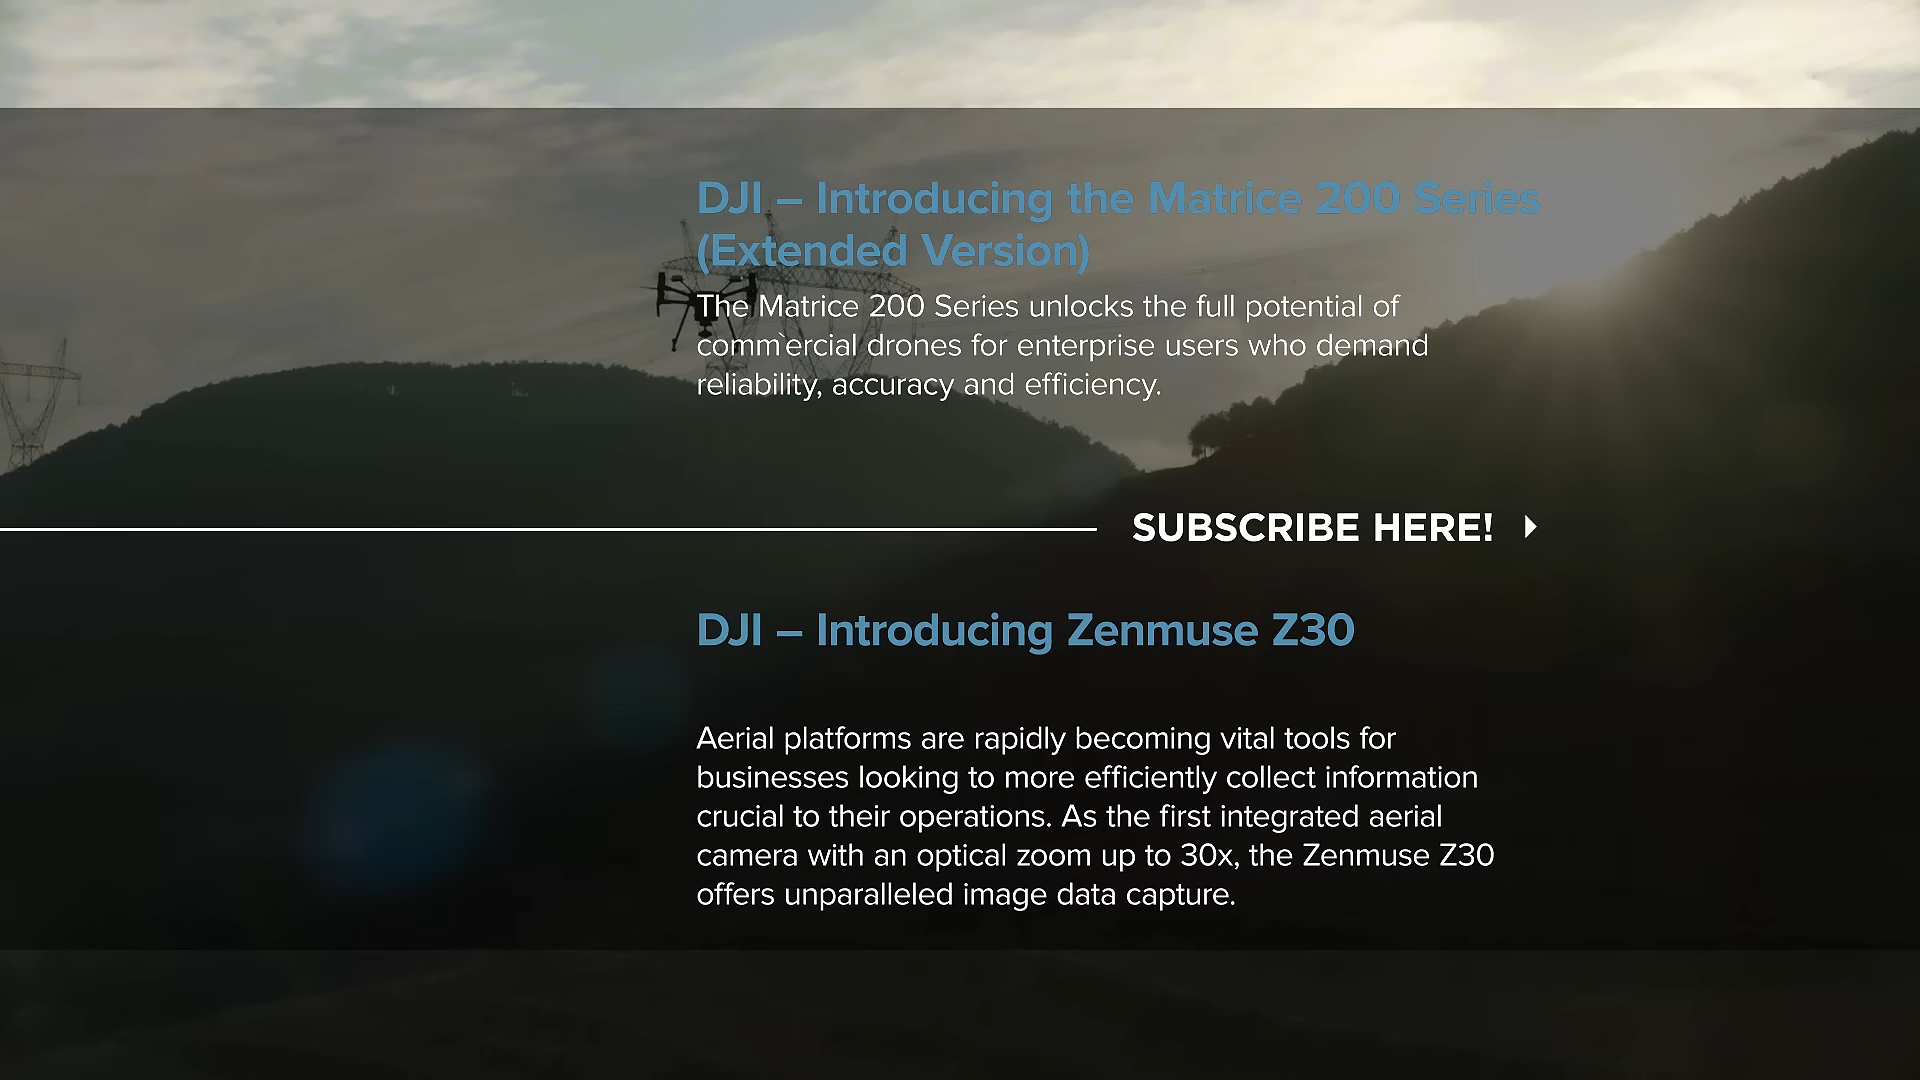 DJI – Introducing the Matrice 200 Series
(Extended Version)
The Matrice 200 Series unlocks the full potential of
comm`ercial drones for enterprise users who demand
reliability, accuracy and efficiency.
SUBSCRIBE HERE!
DJI – Introducing Zenmuse Z30
Aerial platforms are rapidly becoming vital tools for
businesses looking to more efficiently collect information
crucial to their operations. As the first integrated aerial
camera with an optical zoom up to 30x, the Zenmuse Z30
offers unparalleled image data capture.